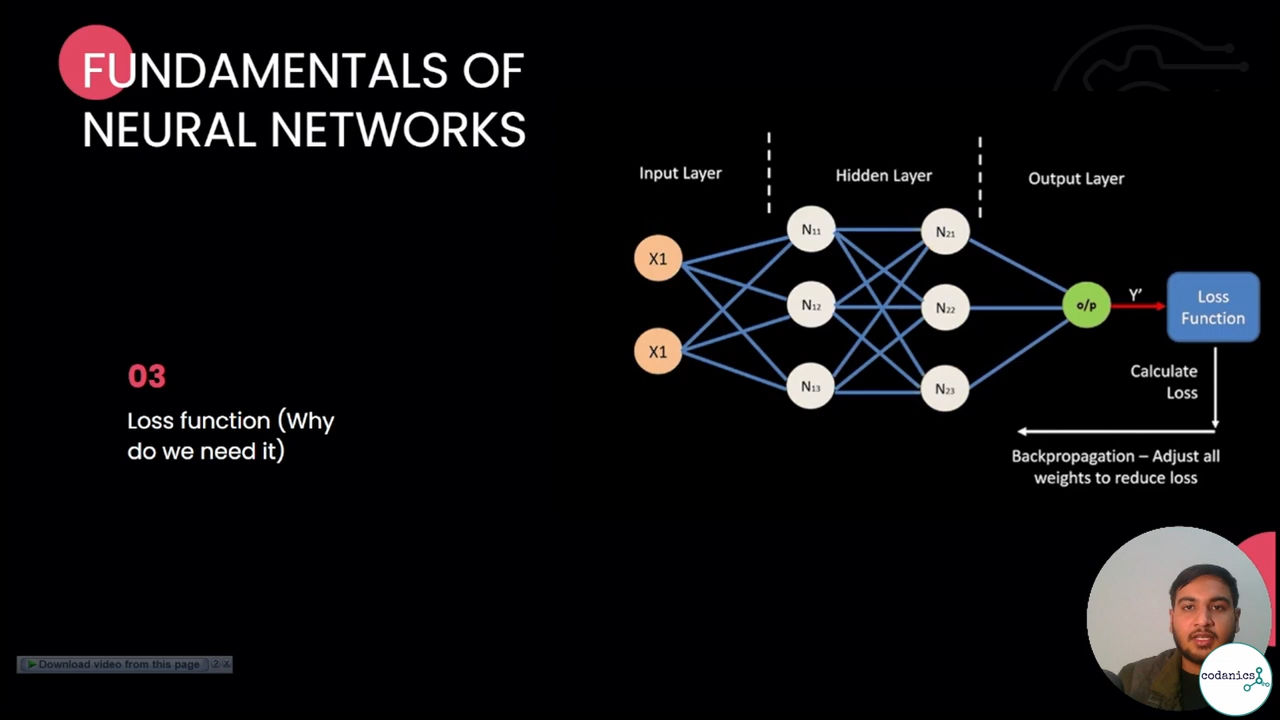 FUNDAMENTALS OF
NEURAL NETWORKS
Input Layer
Hidden Layer
Output Layer
X1
X1
N11
N12
N13
N21
N22
N23
o/p
Y’
Loss
Function
Calculate
Loss
Backpropagation – Adjust all
weights to reduce loss
03
Loss function (Why
do we need it)
Download video from this page ? X
codanics